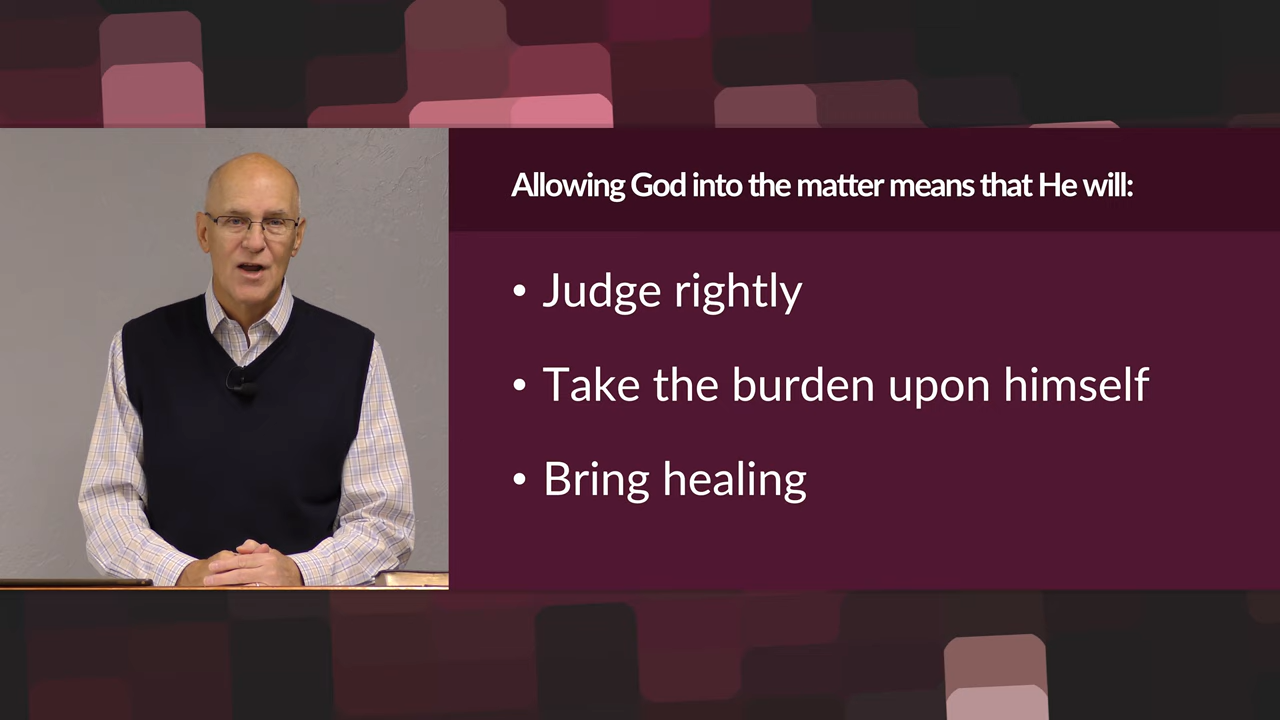 Allowing God into the matter means that He will:
• Judge rightly
• Take the burden upon himself
• Bring healing